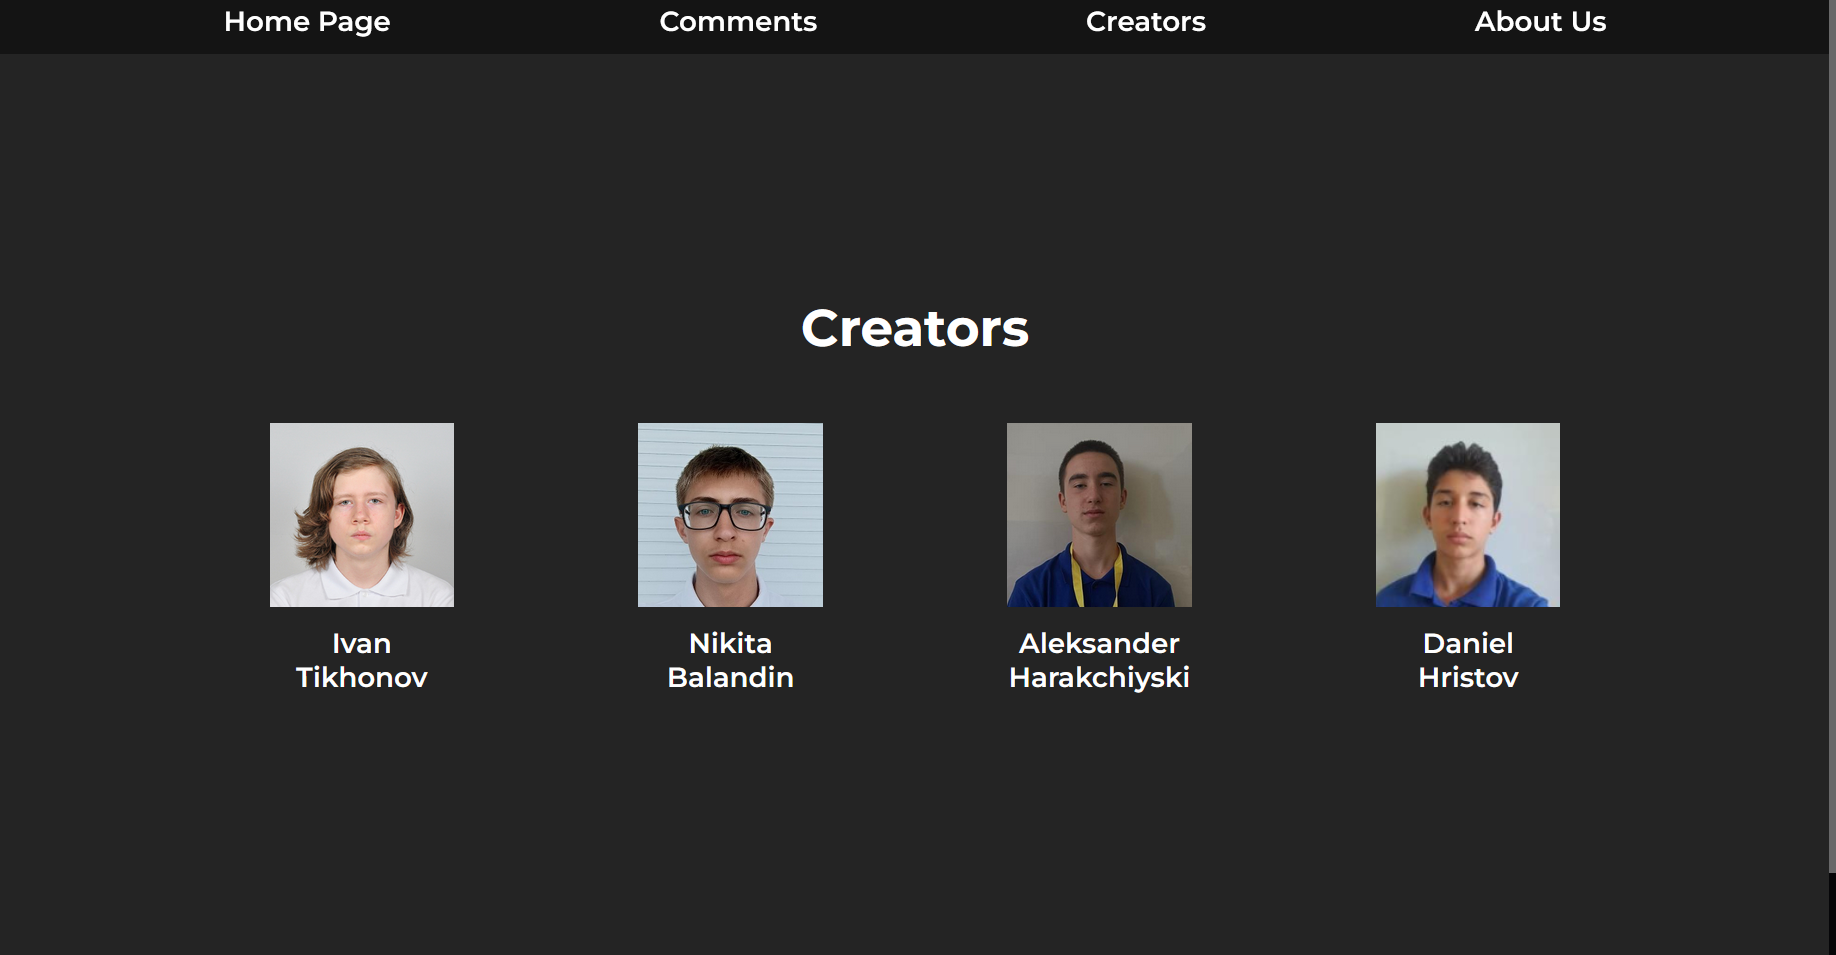 Home Page Comments Creators About Us
Creators
Ivan Tikhonov
Nikita Balandin
Aleksander Harakchiyski
Daniel Hristov